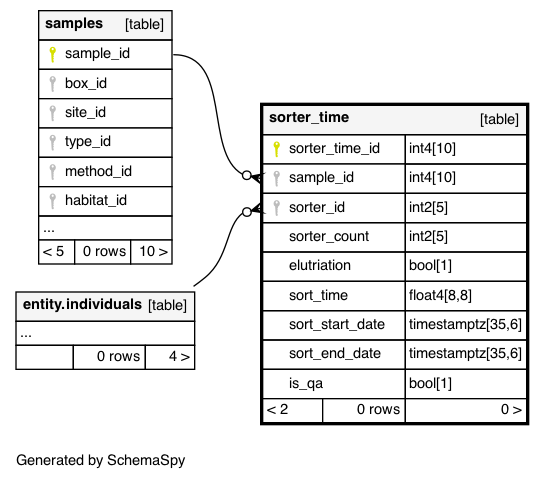 samples [table]
sample_id
box_id
site_id
type_id
method_id
habitat_id
...
< 5 0 rows 10 >
entity.individuals [table]
...
0 rows 4 >
sorter_time [table]
sorter_time_id int4[10]
sample_id int4[10]
sorter_id int2[5]
sorter_count int2[5]
elutriation bool[1]
sort_time float4[8,8]
sort_start_date timestamptz[35,6]
sort_end_date timestamptz[35,6]
is_qa bool[1]
< 2 0 rows 0 >
Generated by SchemaSpy